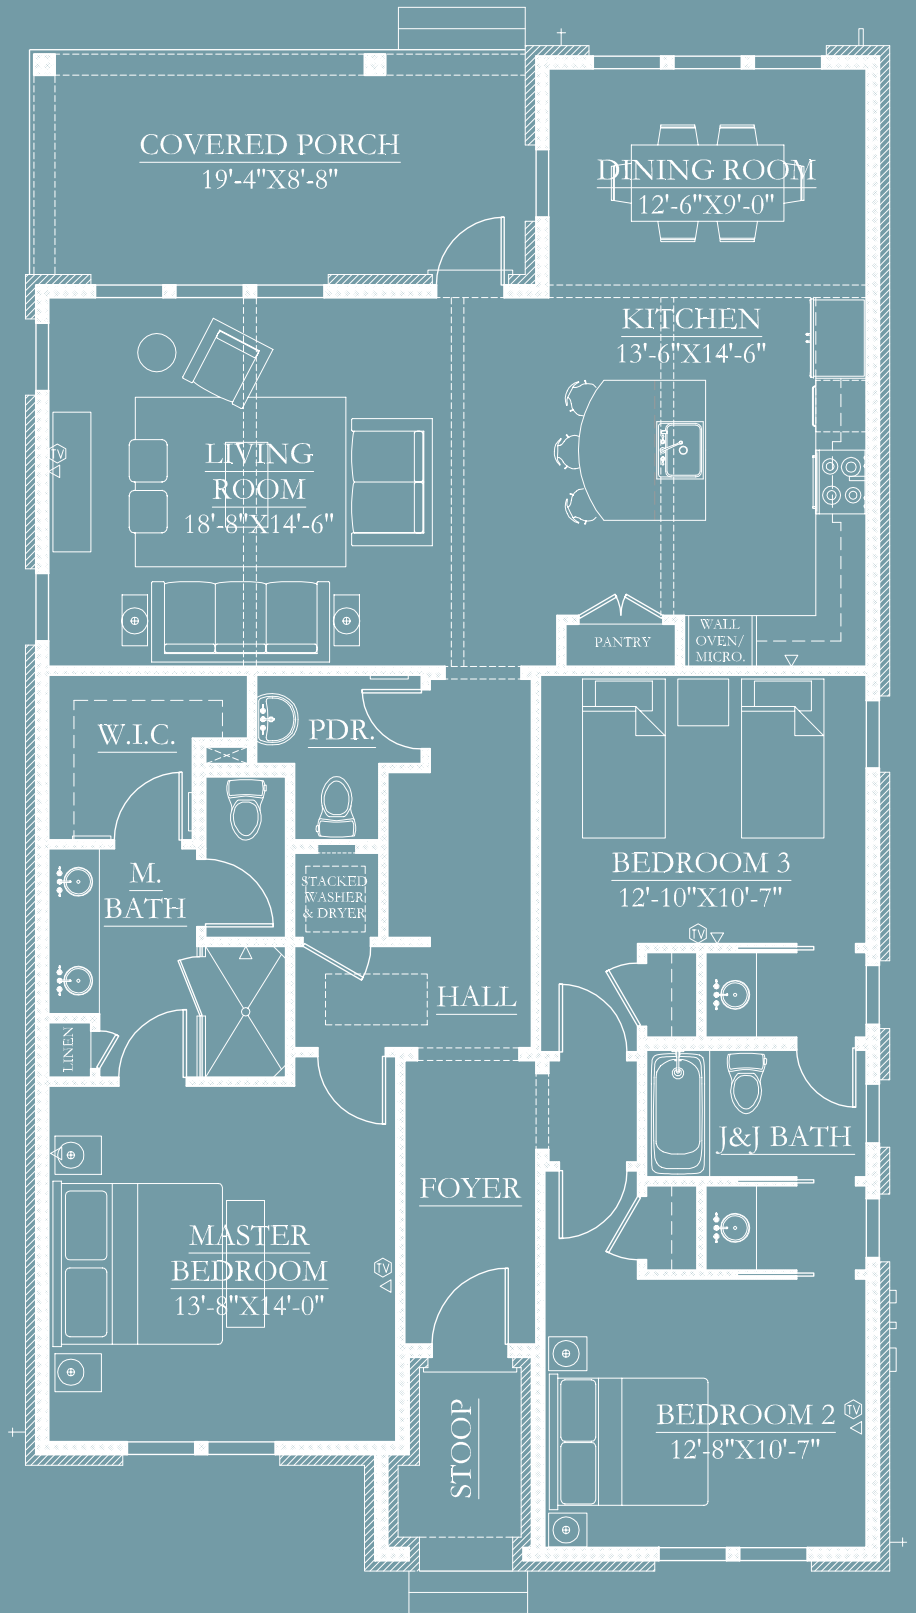 COVERED PORCH
19'-4"X8'-8"
DINING ROOM
12'-6"X9'-0"
KITCHEN
13'-6"X14'-6"
TV
LIVING
ROOM
18'-8"X14'-6"
PANTRY
WALL
OVEN/
MICRO.
W.I.C.
PDR.
M.
BATH
STACKED
WASHER
& DRYER
BEDROOM 3
12'-10"X10'-7"
TV
HALL
LINEN
J&J BATH
FOYER
MASTER
BEDROOM
13'-8"X14'-0"
TV
STOOP
BEDROOM 2
12'-8"X10'-7"
TV